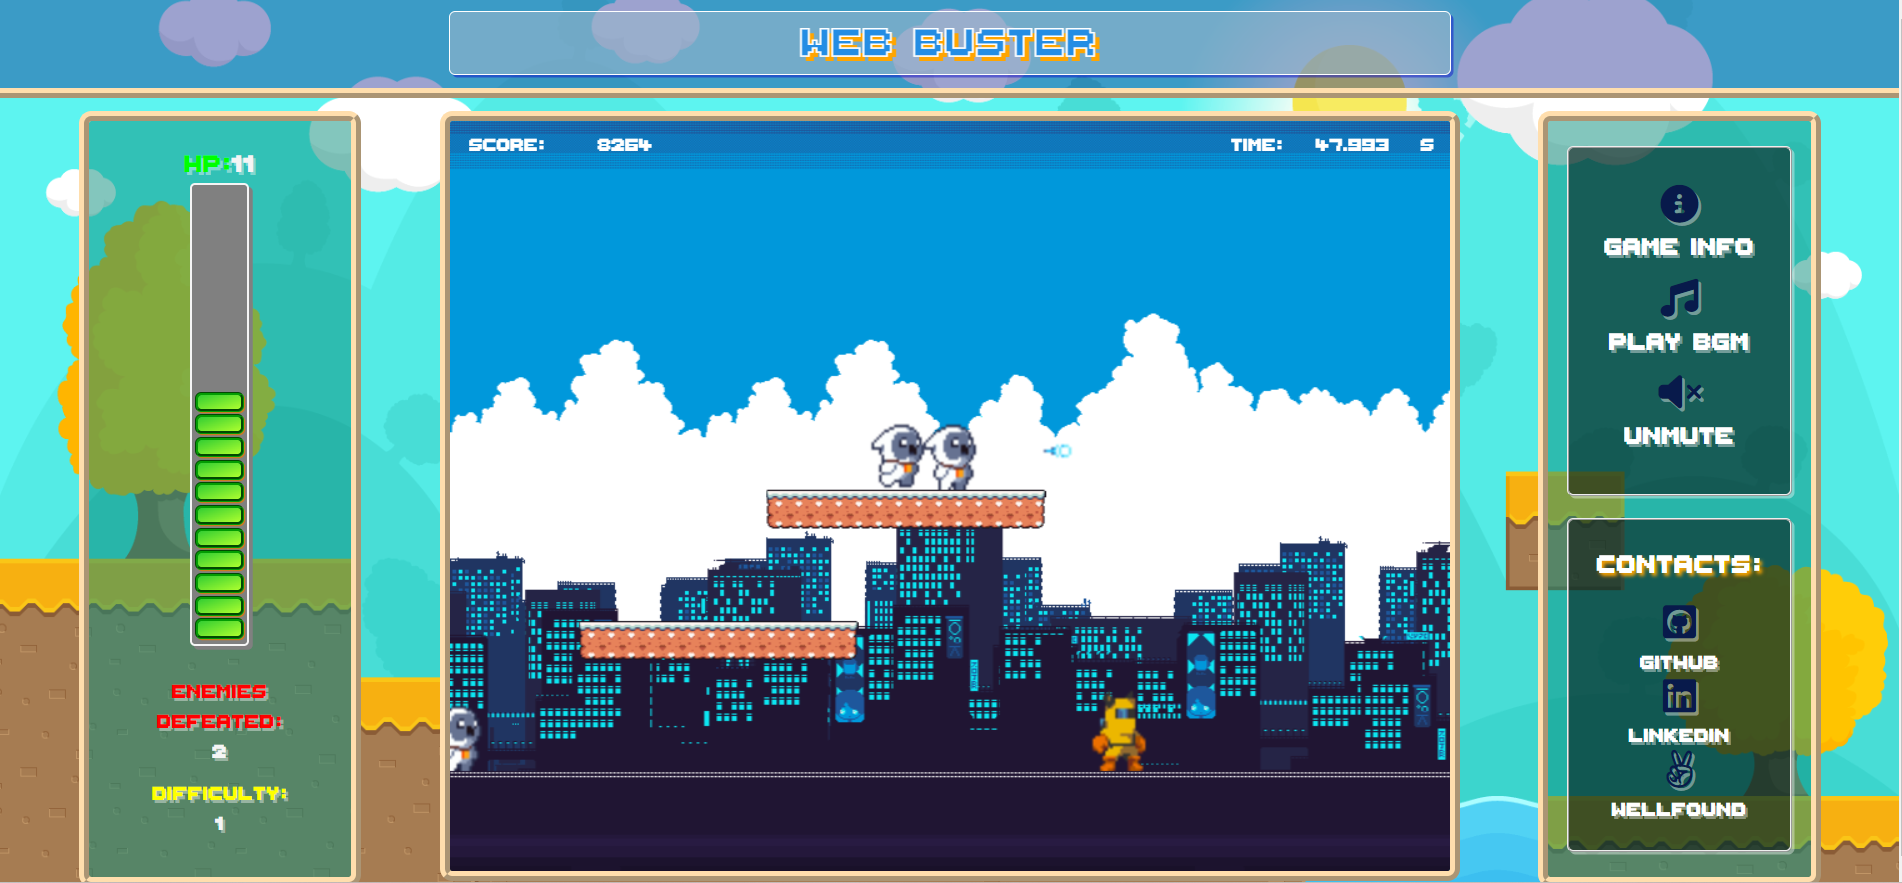 WEB BUSTER
HP:11
ENEMIES
DEFEATED:
2
DIFFICULTY:
1
SCORE: 8264
TIME: 47.993 S
GAME INFO
PLAY BGM
UNMUTE
CONTACTS:
GITHUB
in
LINKEDIN
WELLFOUND